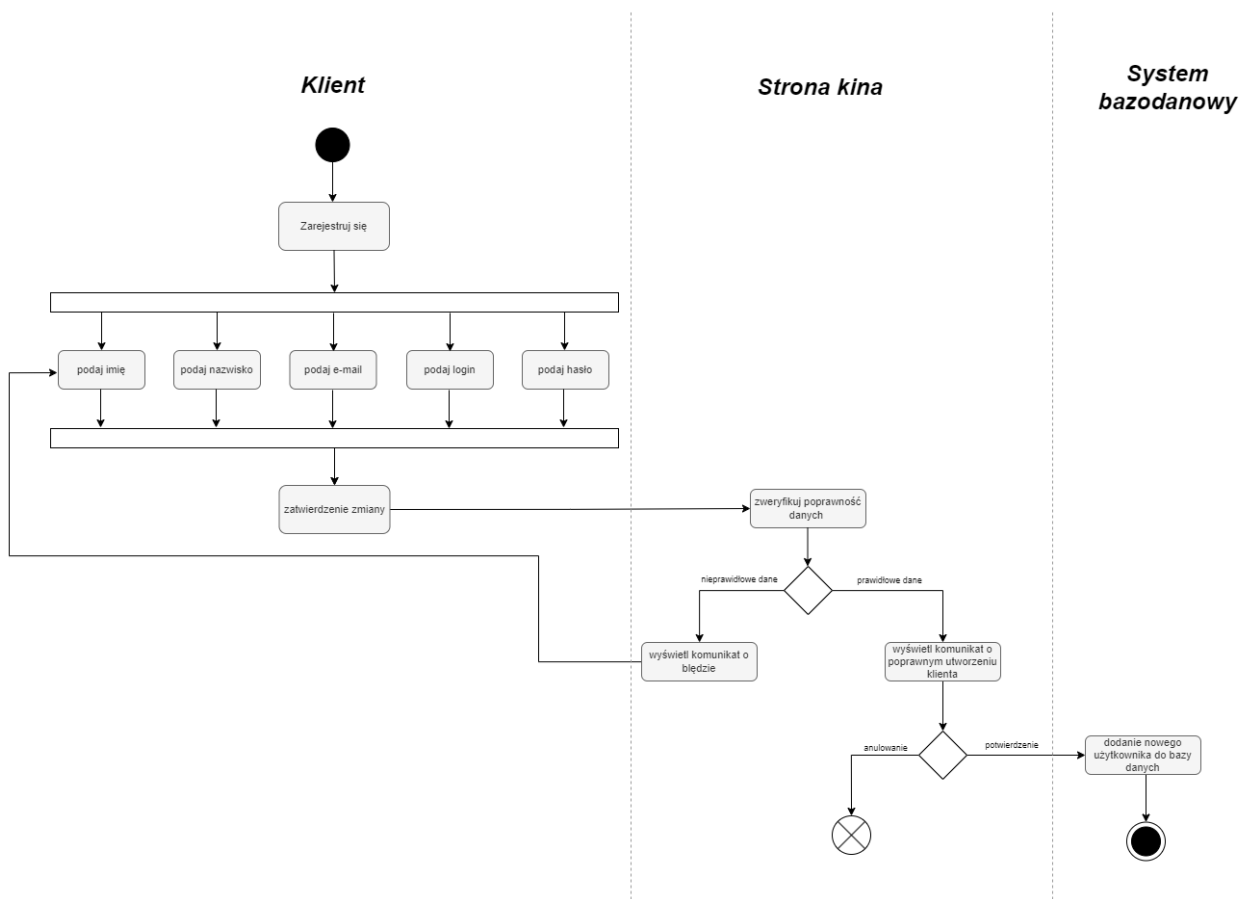 Klient
Strona kina
System
bazodanowy
Zarejestruj się
podaj imię
podaj nazwisko
podaj e-mail
podaj login
podaj hasło
zatwierdzenie zmiany
zweryfikuj poprawność
danych
nieprawidłowe dane
prawidłowe dane
wyświetl komunikat o
błędzie
wyświetl komunikat o
poprawnym utworzeniu
klienta
anulowanie
potwierdzenie
dodanie nowego
użytkownika do bazy
danych